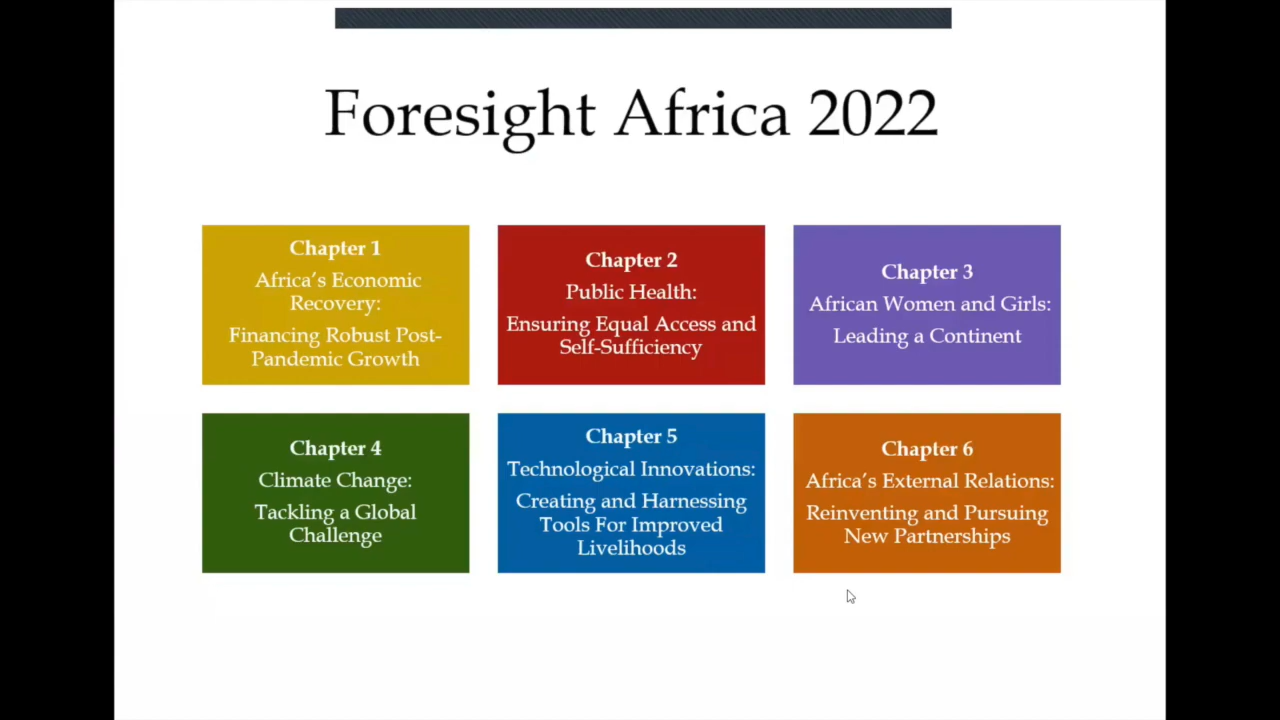 Foresight Africa 2022
Chapter 1
Africa's Economic
Recovery:
Financing Robust Post-
Pandemic Growth
Chapter 2
Public Health:
Ensuring Equal Access and
Self-Sufficiency
Chapter 3
African Women and Girls:
Leading a Continent
Chapter 4
Climate Change:
Tackling a Global
Challenge
Chapter 5
Technological Innovations:
Creating and Harnessing
Tools For Improved
Livelihoods
Chapter 6
Africa's External Relations:
Reinventing and Pursuing
New Partnerships